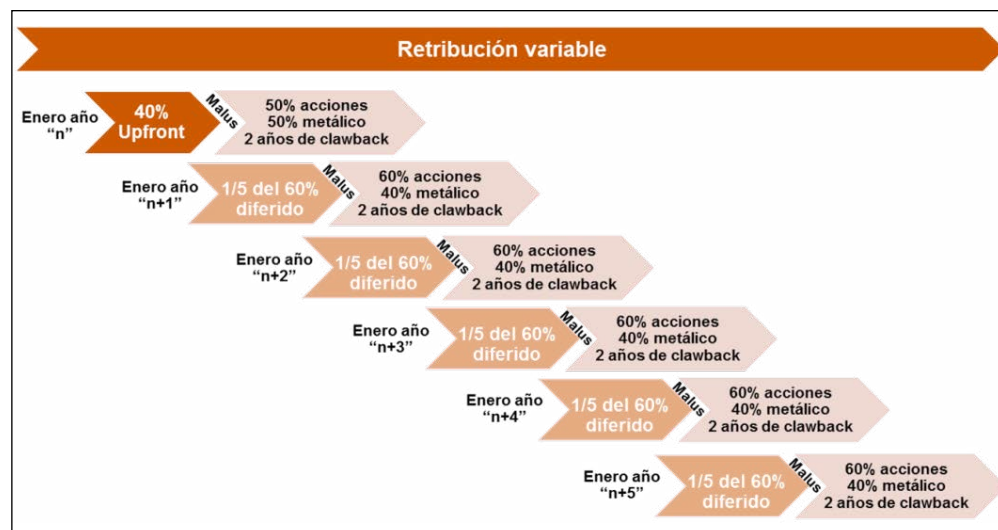 Retribución variable
Enero año
“n”
40%
Upfront
Malus
50% acciones
50% metálico
2 años de clawback
Enero año
“n+1”
1/5 del 60%
diferido
Malus
60% acciones
40% metálico
2 años de clawback
Enero año
“n+2”
1/5 del 60%
diferido
Malus
60% acciones
40% metálico
2 años de clawback
Enero año
“n+3”
1/5 del 60%
diferido
Malus
60% acciones
40% metálico
2 años de clawback
Enero año
“n+4”
1/5 del 60%
diferido
Malus
60% acciones
40% metálico
2 años de clawback
Enero año
“n+5”
1/5 del 60%
diferido
Malus
60% acciones
40% metálico
2 años de clawback